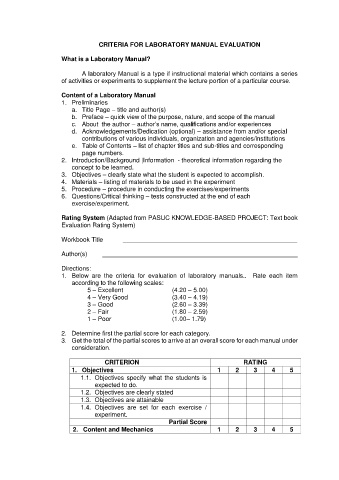 CRITERIA FOR LABORATORY MANUAL EVALUATION
What is a Laboratory Manual?
A laboratory Manual is a type if instructional material which contains a series
of activities or experiments to supplement the lecture portion of a particular course.
Content of a Laboratory Manual
1. Preliminaries
a. Title Page – title and author(s)
b. Preface – quick view of the purpose, nature, and scope of the manual
c. About the author – author's name, qualifications and/or experiences
d. Acknowledgements/Dedication (optional) – assistance from and/or special
contributions of various individuals, organization and agencies/institutions
e. Table of Contents – list of chapter titles and sub-titles and corresponding
page numbers.
2. Introduction/Background |Information - theoretical information regarding the
concept to be learned.
3. Objectives – clearly state what the student is expected to accomplish.
4. Materials – listing of materials to be used in the experiment
5. Procedure – procedure in conducting the exercises/experiments
6. Questions/Critical thinking – tests constructed at the end of each
exercise/experiment.
Rating System (Adapted from PASUC KNOWLEDGE-BASED PROJECT: Text book
Evaluation Rating System)
Workbook Title
Author(s)
Directions:
1. Below are the criteria for evaluation of laboratory manuals.. Rate each item
according to the following scales:
5 – Excellent (4.20 – 5.00)
4 – Very Good (3.40 – 4.19)
3 – Good (2.60 – 3.39)
2 – Fair (1.80 – 2.59)
1 – Poor (1.00– 1.79)
2. Determine first the partial score for each category.
3. Get the total of the partial scores to arrive at an overall score for each manual under
consideration.
CRITERION RATING
1. Objectives 1 2 3 4 5
1.1. Objectives specify what the students is
expected to do.
1.2. Objectives are clearly stated
1.3. Objectives are attainable
1.4. Objectives are set for each exercise /
experiment.
Partial Score
2. Content and Mechanics 1 2 3 4 5